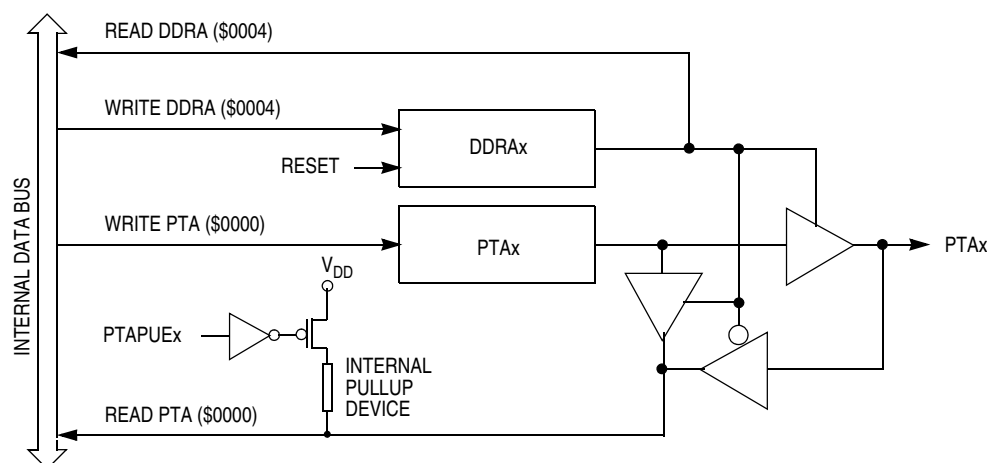 READ DDRA ($0004)
WRITE DDRA ($0004)
DDRAx
RESET
INTERNAL DATA BUS
WRITE PTA ($0000)
PTAx
PTAx
VDD
PTAPUEx
INTERNAL
PULLUP
DEVICE
READ PTA ($0000)